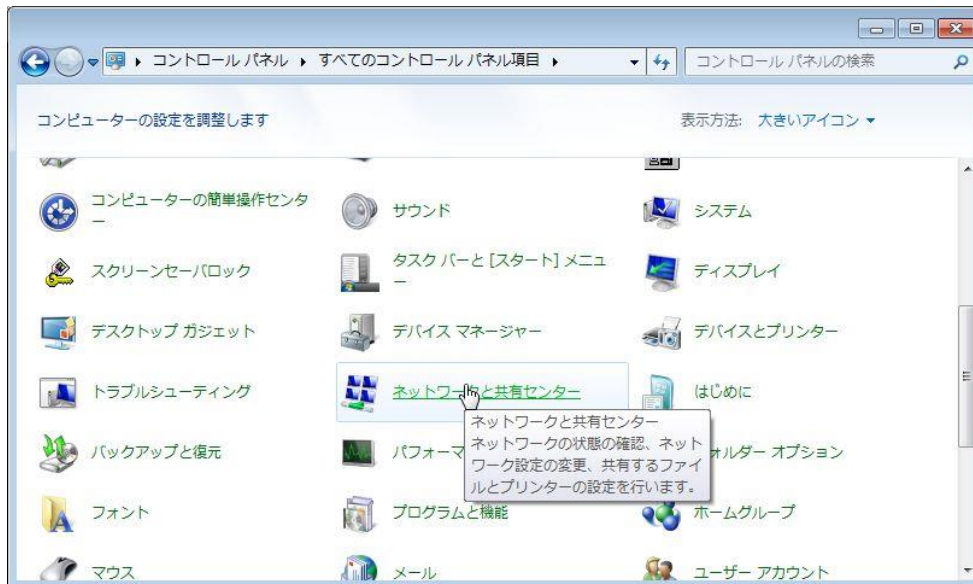 コントロール パネル ▸ すべてのコントロール パネル項目 ▸
コントロール パネルの検索
コンピューターの設定を調整します
表示方法: 大きいアイコン
コンピューターの簡単操作センタ
ー
サウンド
システム
スクリーンセーバロック
タスク バーと [スタート] メニュ
ー
ディスプレイ
デスクトップ ガジェット
デバイス マネージャー
デバイスとプリンター
トラブルシューティング
ネットワークと共有センター
はじめに
ネットワークと共有センター
ネットワークの状態の確認、ネット
ワーク設定の変更、共有するファイ
ルとプリンターの設定を行います。
バックアップと復元
パフォーマ
ォルダー オプション
フォント
プログラムと機能
ホームグループ
マウス
メール
ユーザー アカウント